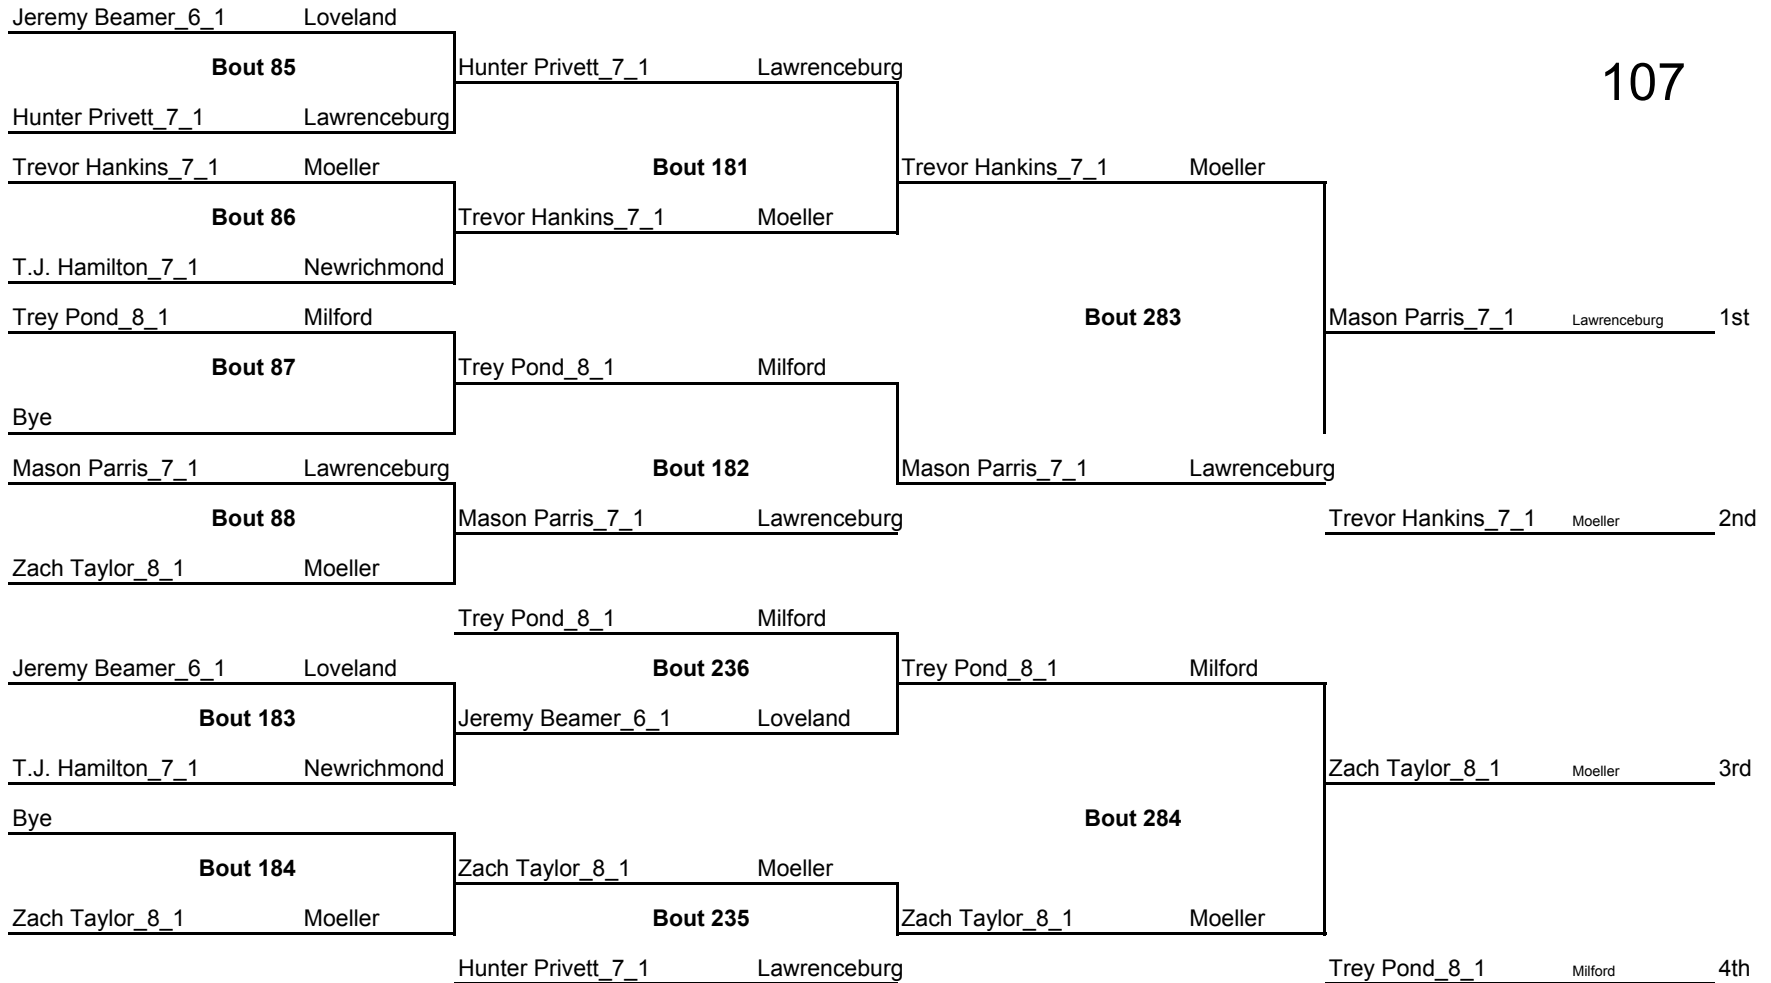 Jeremy Beamer_6_1 Loveland
Bout 85 Hunter Privett_7_1 Lawrenceburg 107
Hunter Privett_7_1 Lawrenceburg
Trevor Hankins_7_1 Moeller Bout 181 Trevor Hankins_7_1 Moeller
Bout 86 Trevor Hankins_7_1 Moeller
T.J. Hamilton_7_1 Newrichmond
Trey Pond_8_1 Milford Bout 283 Mason Parris_7_1 Lawrenceburg 1st
Bout 87 Trey Pond_8_1 Milford
Bye
Mason Parris_7_1 Lawrenceburg Bout 182 Mason Parris_7_1 Lawrenceburg
Bout 88 Mason Parris_7_1 Lawrenceburg Trevor Hankins_7_1 Moeller 2nd
Zach Taylor_8_1 Moeller
Trey Pond_8_1 Milford
Jeremy Beamer_6_1 Loveland Bout 236 Trey Pond_8_1 Milford
Bout 183 Jeremy Beamer_6_1 Loveland
T.J. Hamilton_7_1 Newrichmond Zach Taylor_8_1 Moeller 3rd
Bye Bout 284
Bout 184 Zach Taylor_8_1 Moeller
Zach Taylor_8_1 Moeller Bout 235 Zach Taylor_8_1 Moeller
Hunter Privett_7_1 Lawrenceburg Trey Pond_8_1 Milford 4th